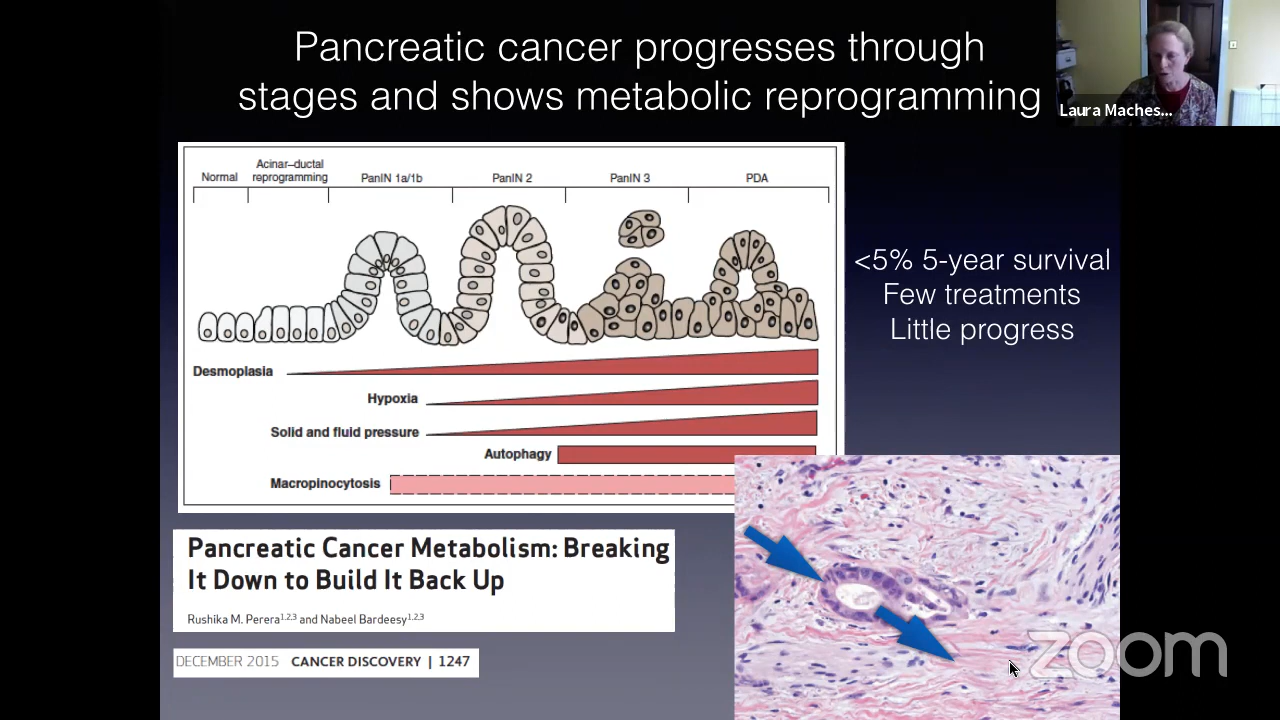 Pancreatic cancer progresses through
stages and shows metabolic reprogramming
Laura Maches...
Normal
Acinar–ductal
reprogramming
PanIN 1a/1b
PanIN 2
PanIN 3
PDA
<5% 5-year survival
Few treatments
Little progress
Desmoplasia
Hypoxia
Solid and fluid pressure
Autophagy
Macropinocytosis
Pancreatic Cancer Metabolism: Breaking
It Down to Build It Back Up
Rushika M. Perera1,2,3 and Nabeel Bardeesy1,2,3
DECEMBER 2015 CANCER DISCOVERY | 1247
zoom